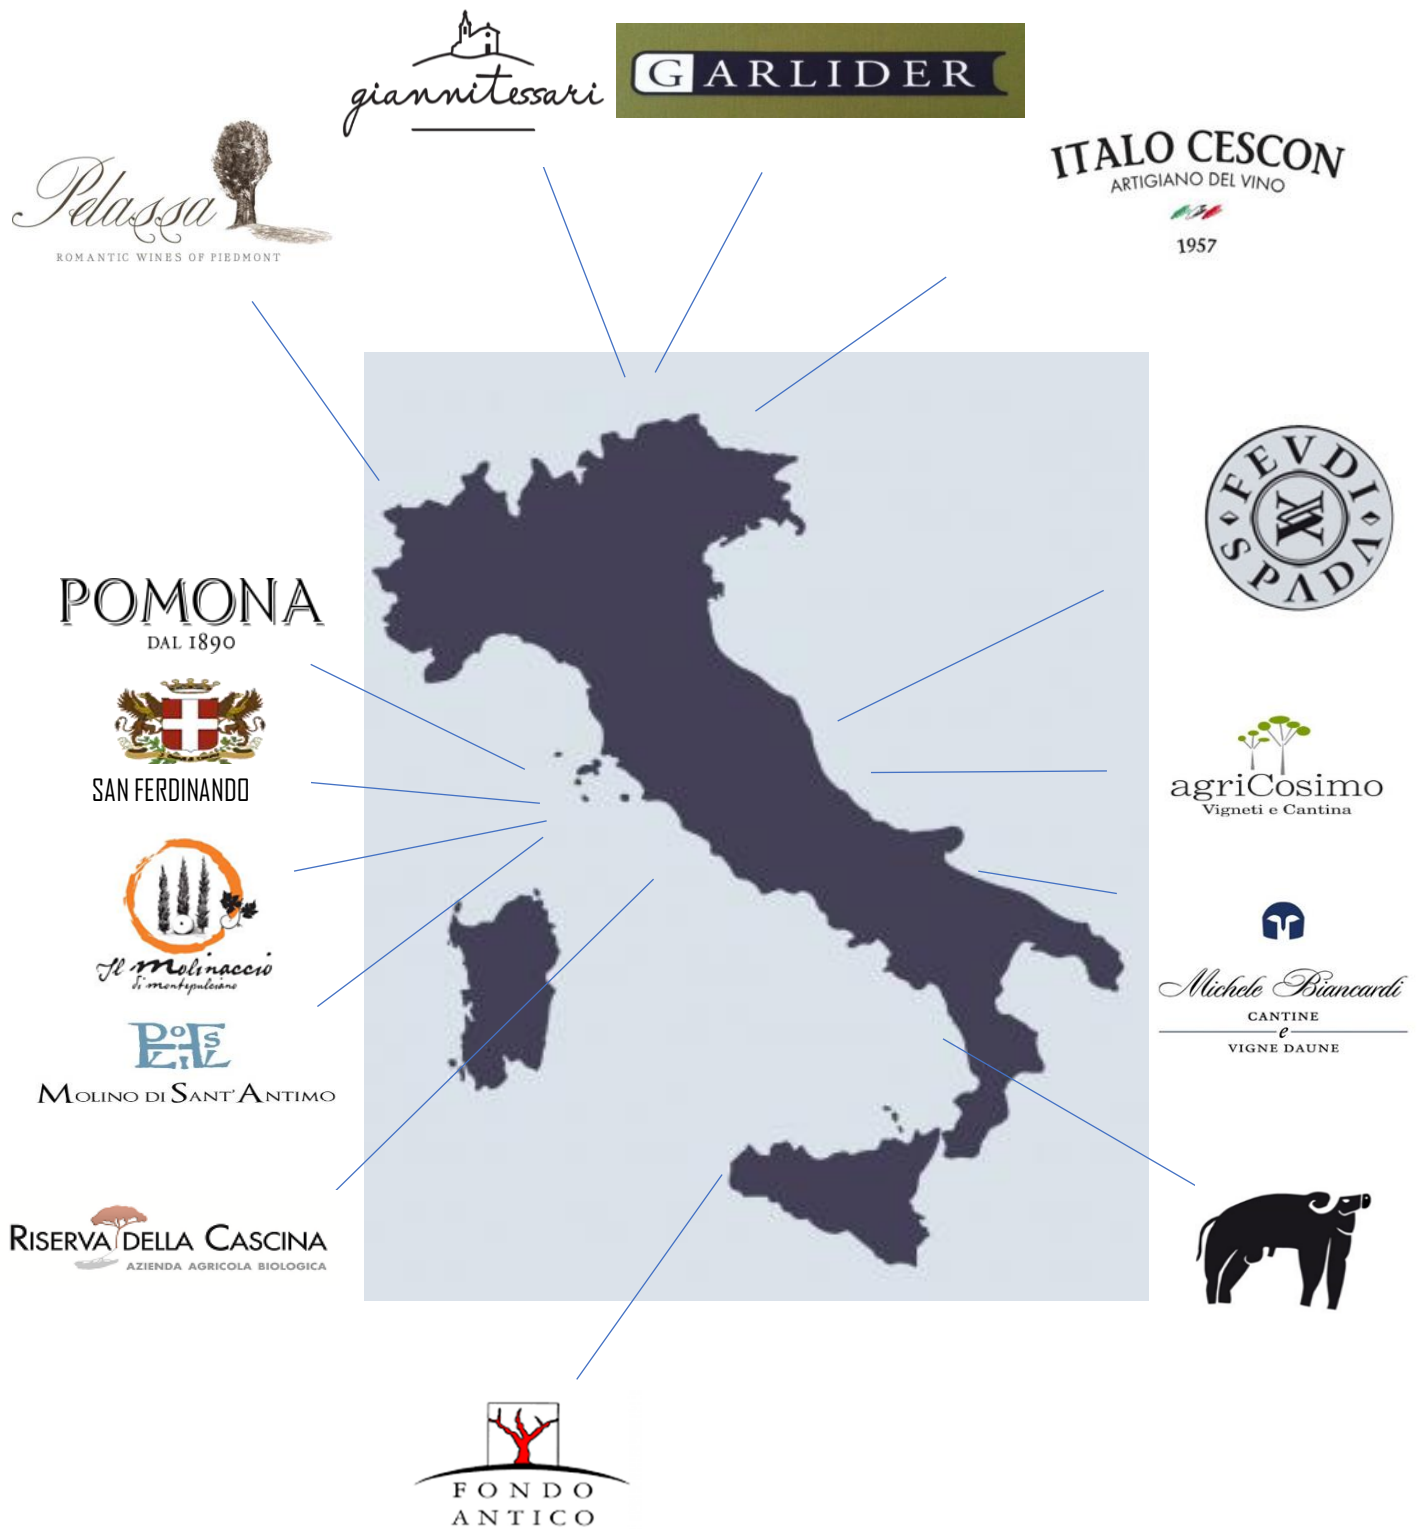 giannitessari
GARLIDER
Pelassa
ROMANTIC WINES OF PIEDMONT
ITALO CESCON
ARTIGIANO DEL VINO
1957
FEVDI
SPADA
POMONA
DAL 1890
SAN FERDINANDO
agriCosimo
Vigneti e Cantina
Il Molinaccio
di montepulciano
Michele Biancardi
CANTINE
e
VIGNE DAUNE
MOLINO DI SANT'ANTIMO
RISERVA DELLA CASCINA
AZIENDA AGRICOLA BIOLOGICA
FONDO
ANTICO